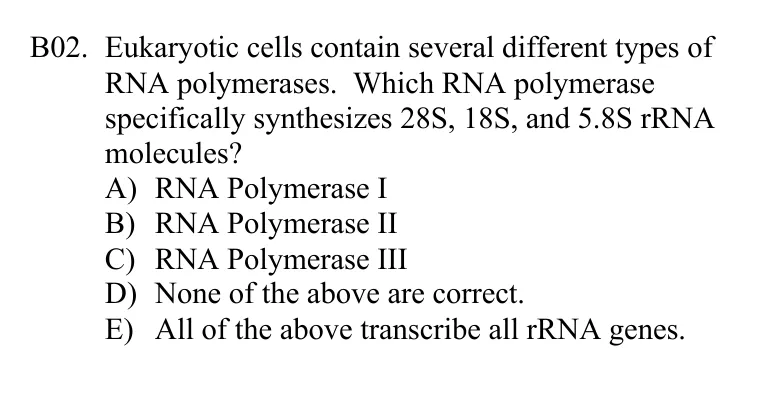 B02. Eukaryotic cells contain several different types of
RNA polymerases. Which RNA polymerase
specifically synthesizes 28S, 18S, and 5.8S rRNA
molecules?
A) RNA Polymerase I
B) RNA Polymerase II
C) RNA Polymerase III
D) None of the above are correct.
E) All of the above transcribe all rRNA genes.